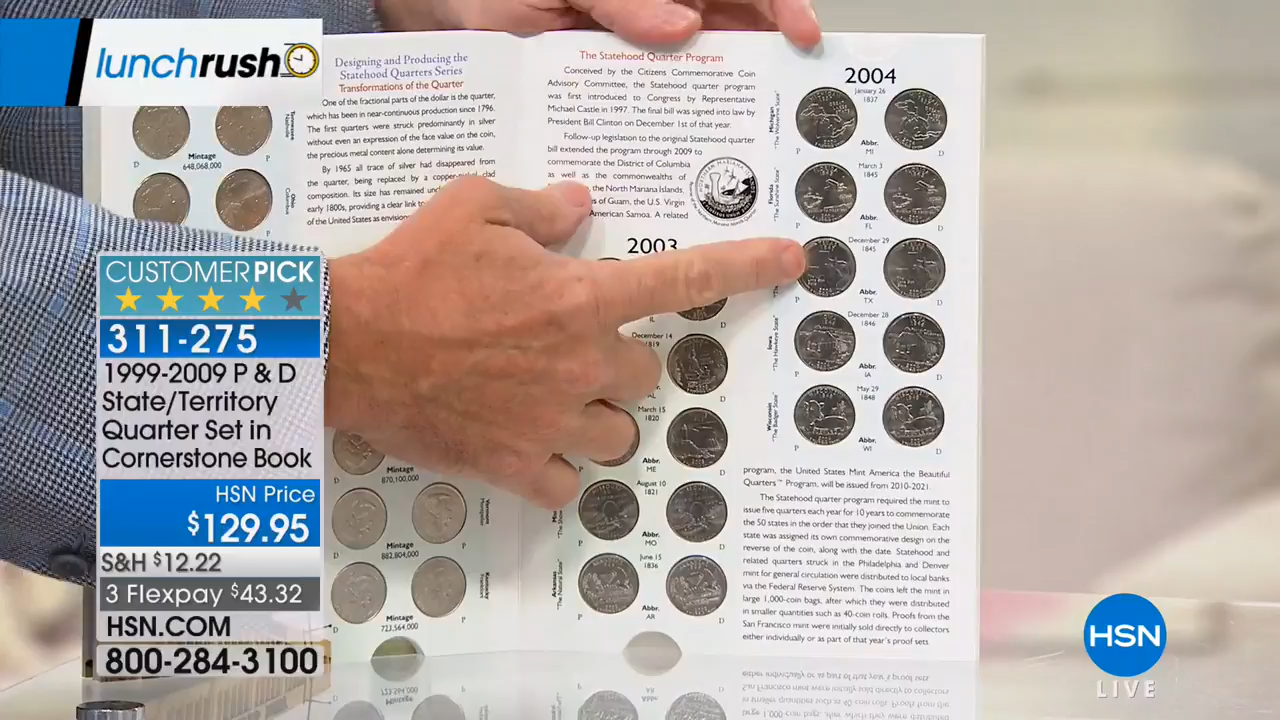 lunchrush
CUSTOMER PICK
311-275
1999-2009 P & D
State/Territory
Quarter Set in
Cornerstone Book
HSN Price
$129.95
S&H $12.22
3 Flexpay $43.32
HSN.COM
800-284-3100
Tennessee
D
P
Mintage
648,068,000
Ohio
Mintage
870,100,000
D
P
Mintage
882,804,000
D
P
Mintage
723,564,000
Designing and Producing the
Statehood Quarters Series
Transformations of the Quarter
One of the fractional parts of the dollar is the quarter,
which has been in near-continuous production since 1796.
The first quarters were struck predominantly in silver
without an expression of the face value on the coin,
the precious metal content alone determining its value.
By 1965 all trace of silver had disappeared from
the quarter, being replaced by a copper-nickel clad
composition. Its size has remained
early 1800s, providing a clear link
of the United States as
The Statehood Quarter Program
Conceived by the Citizens Commemorative Coin
Advisory Committee, the Statehood quarter program
was first introduced to Congress by Representative
Michael Castle in 1997. The final bill was signed into law by
President Bill Clinton on December 1st of that year.
Follow-up legislation to the original Statehood quarter
bill extended the program through 2009 to
commemorate the District of Columbia
as well as the commonwealths of
the North Mariana Islands,
of Guam, the U.S. Virgin
American Samoa. A related
2003
IL
D
December 14
1819
AL
D
March 15
1820
Abbr.
ME
D
August 10
1821
Abbr.
MO
P
D
June 15
1836
Abbr.
AR
P
D
2004
January 26
1837
Michigan
"The Wolverine State"
Abbr.
MI
P
D
March 3
1845
Florida
"The Sunshine State"
Abbr.
FL
P
D
December 29
1845
Abbr.
TX
P
D
December 28
1846
Iowa
"The Hawkeye State"
Abbr.
IA
P
D
May 29
1848
Wisconsin
"The Badger State"
Abbr.
WI
P
D
program, the United States Mint America the Beautiful
Quarters™ Program, will be issued from 2010-2021.
The Statehood quarter program required the mint to
issue five quarters each year for 10 years to commemorate
the 50 states in the order that they joined the Union. Each
state was assigned its own commemorative design on the
reverse of the coin, along with the date. Statehood and
related quarters struck in the Philadelphia and Denver
mint for general circulation were distributed to local banks
via the Federal Reserve System. The coins left the mint in
large 1,000-coin bags, after which they were distributed
in smaller quantities such as 40-coin rolls. Proofs from the
San Francisco mint were initially sold directly to collectors
either individually or as part of that year's proof sets.
HSN
LIVE